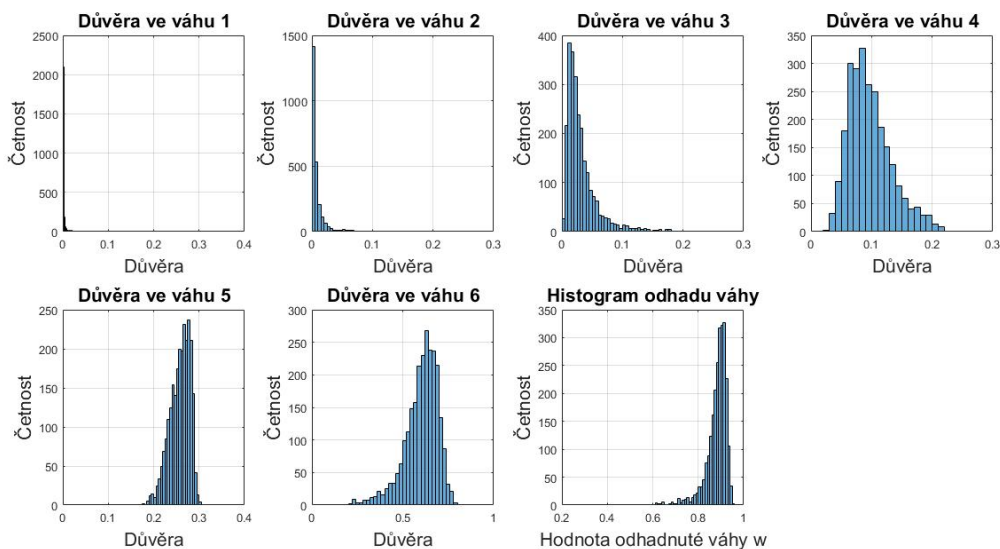 Důvěra ve váhu 1
2500
2000
1500
1000
500
0
Četnost
0 0.1 0.2 0.3 0.4
Důvěra
Důvěra ve váhu 2
1500
1000
500
0
Četnost
0 0.1 0.2 0.3
Důvěra
Důvěra ve váhu 3
400
300
200
100
0
Četnost
0 0.1 0.2 0.3
Důvěra
Důvěra ve váhu 4
350
300
250
200
150
100
50
0
Četnost
0 0.1 0.2 0.3
Důvěra
Důvěra ve váhu 5
250
200
150
100
50
0
Četnost
0 0.1 0.2 0.3 0.4
Důvěra
Důvěra ve váhu 6
300
250
200
150
100
50
0
Četnost
0 0.5 1
Důvěra
Histogram odhadu váhy
350
300
250
200
150
100
50
0
Četnost
0.2 0.4 0.6 0.8 1
Hodnota odhadnuté váhy w